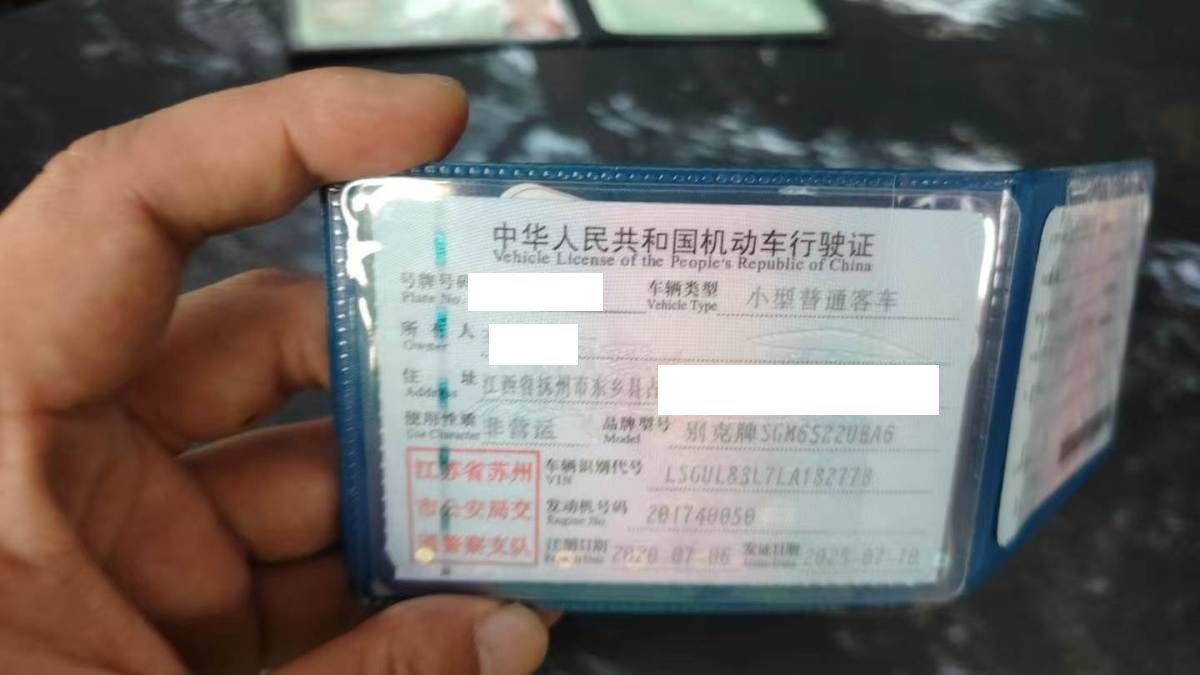 中华人民共和国机动车行驶证
Vehicle License of the People's Republic of China
号牌号码
Plate No.
车辆类型 小型普通客车
Vehicle Type
所有人
Owner
住址 江西省抚州市东乡县古
Address
使用性质 非营运
Use Character
品牌型号 别克牌SGM6522UBA6
Model
江苏省苏州
市公安局交
通警察支队
车辆识别代号 LSGUL83L7LA182778
VIN
发动机号码 201740050
Engine No.
注册日期 2020-07-06
发证日期 2025-07-10